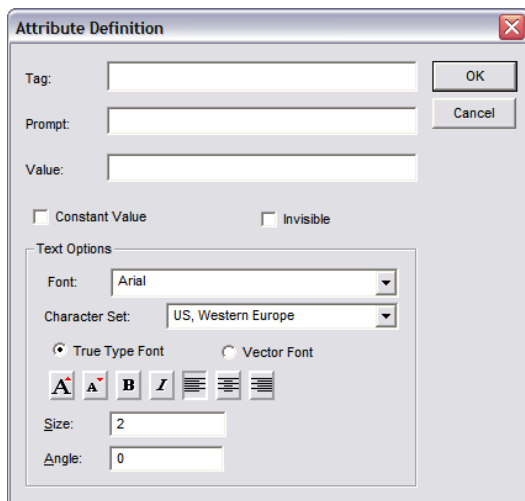 Attribute Definition
Tag:
OK
Prompt:
Cancel
Value:
Constant Value
Invisible
Text Options
Font:
Arial
Character Set:
US, Western Europe
True Type Font
Vector Font
A A B I
Size:
2
Angle:
0